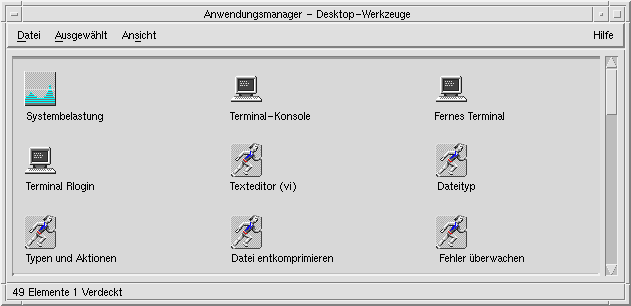 Anwendungsmanager - Desktop-Werkzeuge
Datei Ausgewählt Ansicht Hilfe
Systembelastung Terminal-Konsole Fernes Terminal
Terminal Rlogin Texteditor (vi) Dateityp
Typen und Aktionen Datei entkomprimieren Fehler überwachen
49 Elemente 1 Verdeckt